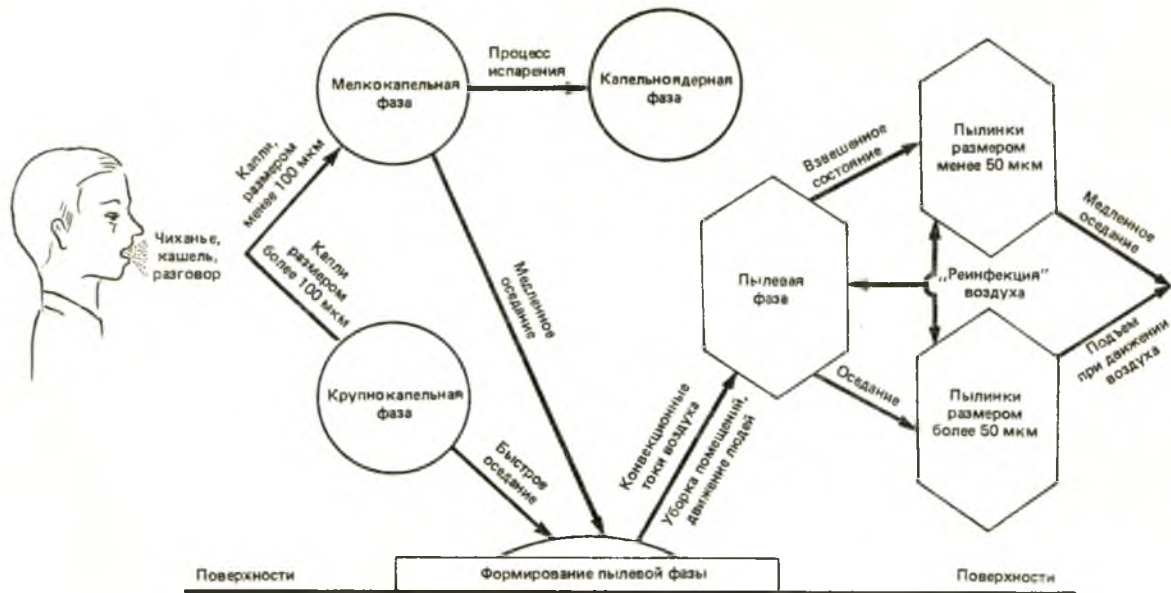 Чиханье,
кашель,
разговор
Капли,
размером
менее 100 мкм
Капли
размером
более 100 мкм
Мелкокапельная
фаза
Процесс
испарения
Капельноядерная
фаза
Крупнокапельная
фаза
Медленное
оседание
Быстрое
оседание
Поверхности
Формирование пылевой фазы
Поверхности
Конвекционные
токи воздуха
Уборка помещений,
движение людей
Пылевая
фаза
Взвешенное
состояние
Оседание
Пылинки
размером
менее 50 мкм
„Реинфекция"
воздуха
Пылинки
размером
более 50 мкм
Медленное
оседание
Подъем
при движении
воздуха